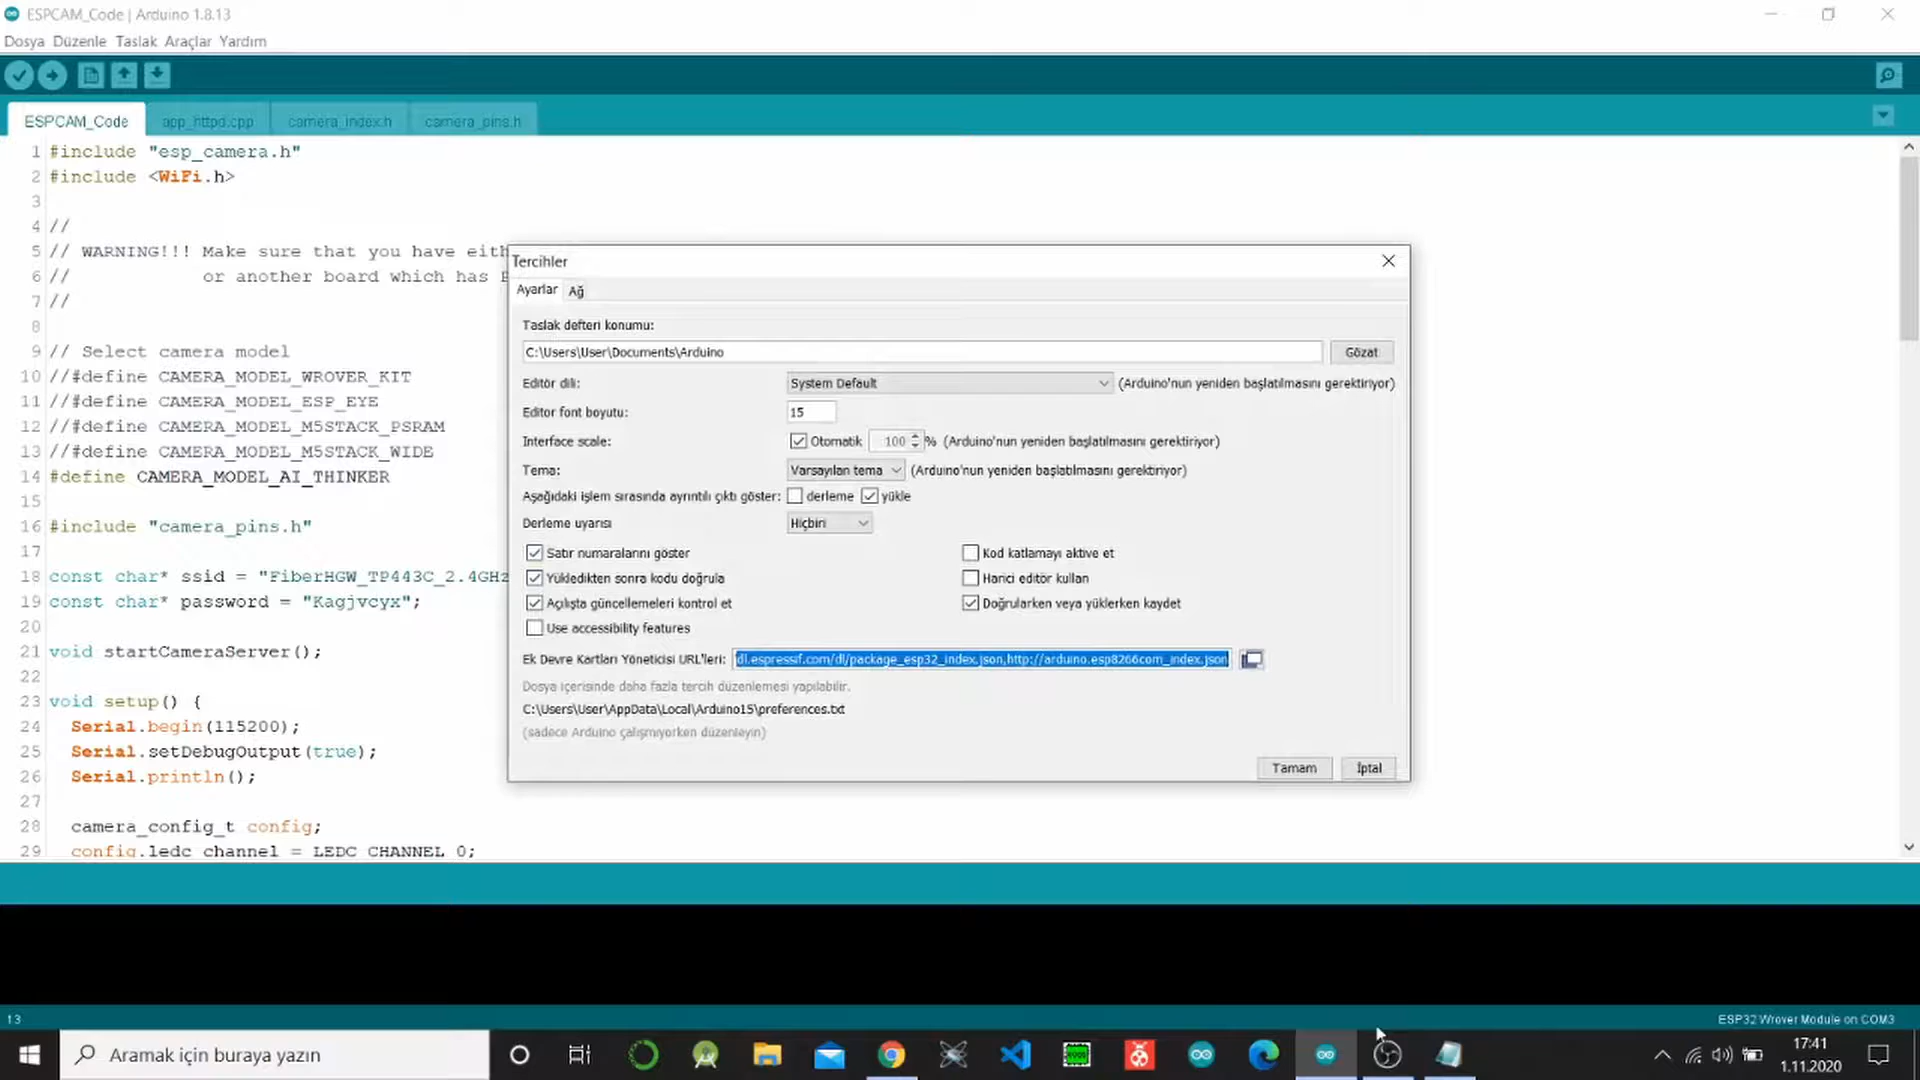 ESPCAM_Code | Arduino 1.8.13
Dosya Düzenle Taslak Araçlar Yardım
ESPCAM_Code app_httpd.cpp camera_index.h camera_pins.h
1 #include "esp_camera.h"
2 #include <WiFi.h>
3
4 //
5 // WARNING!!! Make sure that you have eith
6 // or another board which has
7 //
8
9 // Select camera model
10 //#define CAMERA_MODEL_WROVER_KIT
11 //#define CAMERA_MODEL_ESP_EYE
12 //#define CAMERA_MODEL_M5STACK_PSRAM
13 //#define CAMERA_MODEL_M5STACK_WIDE
14 #define CAMERA_MODEL_AI_THINKER
15
16 #include "camera_pins.h"
17
18 const char* ssid = "FiberHGW_TP443C_2.4GHz
19 const char* password = "Kagjvcyx";
20
21 void startCameraServer();
22
23 void setup() {
24 Serial.begin(115200);
25 Serial.setDebugOutput(true);
26 Serial.println();
27
28 camera_config_t config;
29 config.ledc_channel = LEDC_CHANNEL_0;
Tercihler
Ayarlar Ağ
Taslak defteri konumu:
C:\Users\User\Documents\Arduino Gözat
Editör dili: System Default (Arduino'nun yeniden başlatılmasını gerektiriyor)
Editor font boyutu: 15
Interface scale: Otomatik 100 % (Arduino'nun yeniden başlatılmasını gerektiriyor)
Tema: Varsayılan tema (Arduino'nun yeniden başlatılmasını gerektiriyor)
Aşağıdaki işlem sırasında ayrıntılı çıktı göster: derleme yükle
Derleme uyarısı Hiçbiri
Satır numaralarını göster Kod katlamayı aktive et
Yükledikten sonra kodu doğrula Harici editör kullan
Açılışta güncellemeleri kontrol et Doğrularken veya yüklerken kaydet
Use accessibility features
Ek Devre Kartları Yöneticisi URL'leri: dl.espressif.com/dl/package_esp32_index.json,http://arduino.esp8266com_index.json
Dosya içerisinde daha fazla tercih düzenlemesi yapılabilir.
C:\Users\User\AppData\Local\Arduino15\preferences.txt
(sadece Arduino çalışmıyorken düzenleyin)
Tamam İptal
13 ESP32 Wrover Module on COM3
Aramak için buraya yazın
17:41
1.11.2020